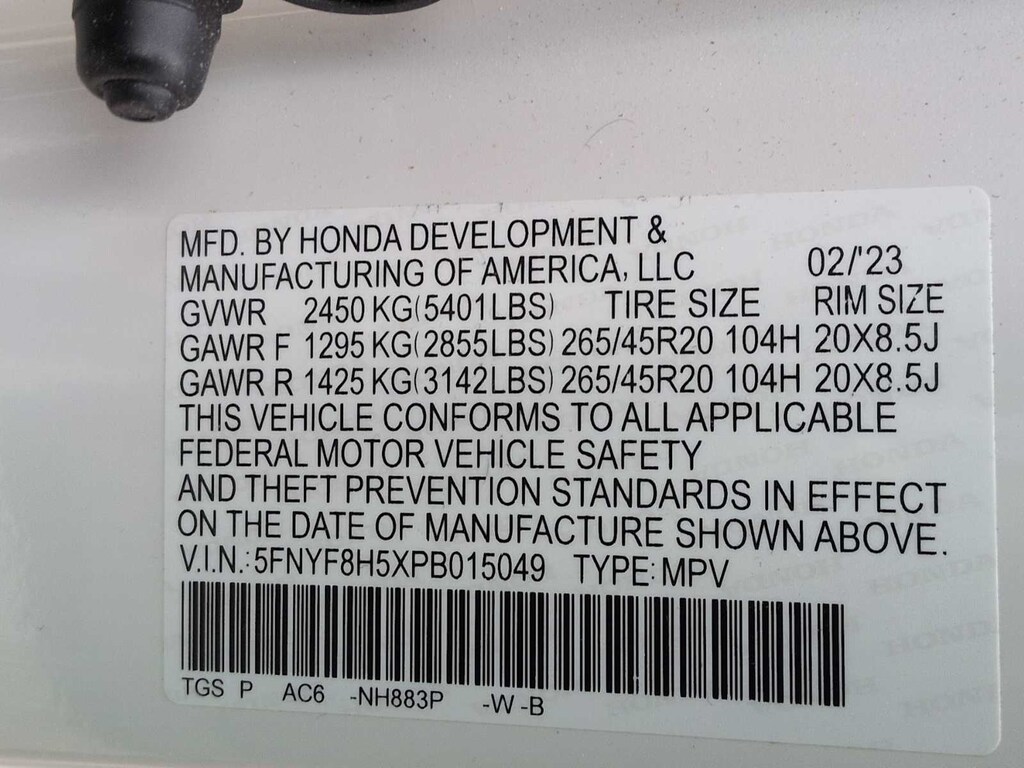 MFD. BY HONDA DEVELOPMENT &
MANUFACTURING OF AMERICA, LLC 02/'23
GVWR 2450 KG(5401LBS) TIRE SIZE RIM SIZE
GAWR F 1295 KG(2855LBS) 265/45R20 104H 20X8.5J
GAWR R 1425 KG(3142LBS) 265/45R20 104H 20X8.5J
THIS VEHICLE CONFORMS TO ALL APPLICABLE
FEDERAL MOTOR VEHICLE SAFETY
AND THEFT PREVENTION STANDARDS IN EFFECT
ON THE DATE OF MANUFACTURE SHOWN ABOVE.
V.I.N.: 5FNYF8H5XPB015049 TYPE: MPV
TGS P AC6 -NH883P -W -B